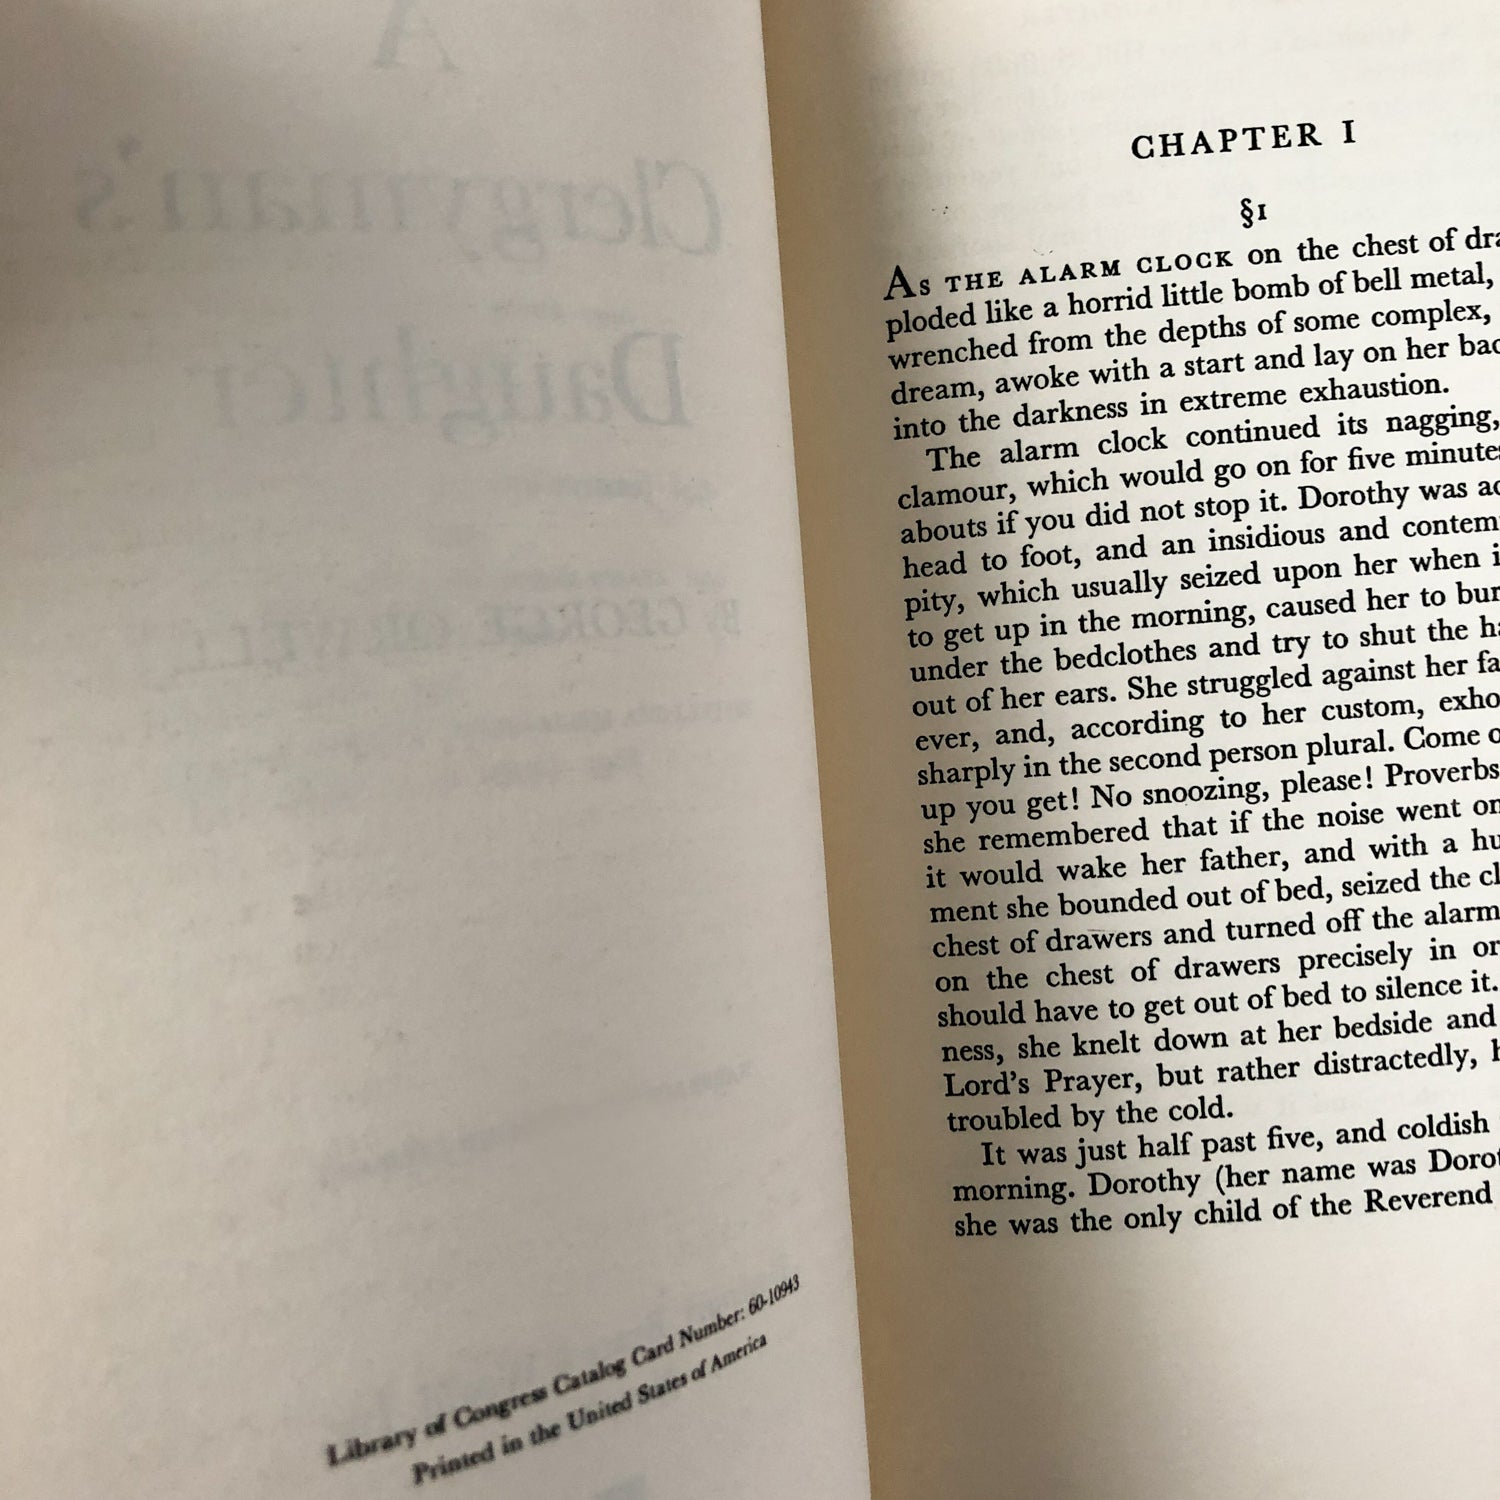 A
Clergyman's
Daughter
By GEORGE ORWELL
Library of Congress Catalog Card Number: 60-10943
Printed in the United States of America
CHAPTER I
§1
As THE ALARM CLOCK on the chest of dra
ploded like a horrid little bomb of bell metal,
wrenched from the depths of some complex,
dream, awoke with a start and lay on her bac
into the darkness in extreme exhaustion.
The alarm clock continued its nagging,
clamour, which would go on for five minutes
abouts if you did not stop it. Dorothy was ac
head to foot, and an insidious and contem
pity, which usually seized upon her when i
to get up in the morning, caused her to bur
under the bedclothes and try to shut the ha
out of her ears. She struggled against her fa
ever, and, according to her custom, exho
sharply in the second person plural. Come o
up you get! No snoozing, please! Proverbs
she remembered that if the noise went on
it would wake her father, and with a hu
ment she bounded out of bed, seized the cl
chest of drawers and turned off the alarm
on the chest of drawers precisely in or
should have to get out of bed to silence it.
ness, she knelt down at her bedside and
Lord's Prayer, but rather distractedly, h
troubled by the cold.
It was just half past five, and coldish
morning. Dorothy (her name was Dorot
she was the only child of the Reverend